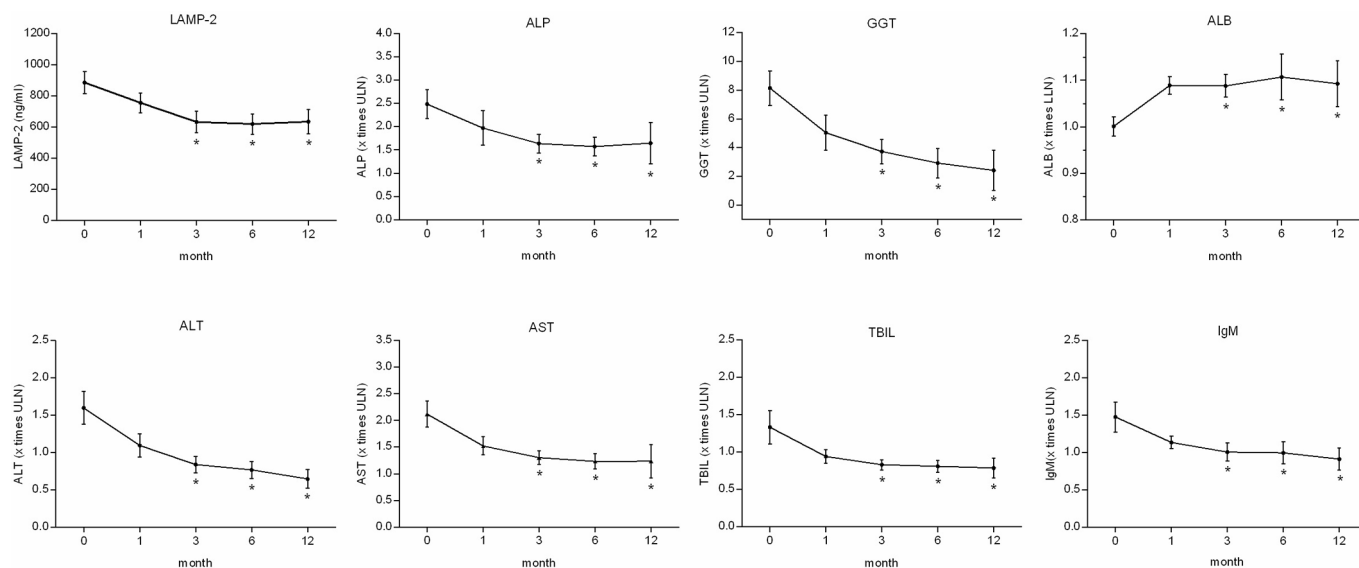 LAMP-2
LAMP-2 (ng/ml)
1200
1000
800
600
400
200
0
* * *
0 1 3 6 12
month
ALP
ALP (x times ULN)
4.0
3.5
3.0
2.5
2.0
1.5
1.0
0.5
0.0
* * *
0 1 3 6 12
month
GGT
GGT (x times ULN)
12
10
8
6
4
2
0
* * *
0 1 3 6 12
month
ALB
ALB (x times LLN)
1.2
1.1
1.0
0.9
0.8
* * *
0 1 3 6 12
month
ALT
ALT (x times ULN)
2.5
2.0
1.5
1.0
0.5
0.0
* * *
0 1 3 6 12
month
AST
AST (x times ULN)
3.5
3.0
2.5
2.0
1.5
1.0
0.5
0.0
* * *
0 1 3 6 12
month
TBIL
TBIL (x times ULN)
2.5
2.0
1.5
1.0
0.5
0.0
* * *
0 1 3 6 12
month
IgM
IgM(x times ULN)
2.5
2.0
1.5
1.0
0.5
0.0
* * *
0 1 3 6 12
month